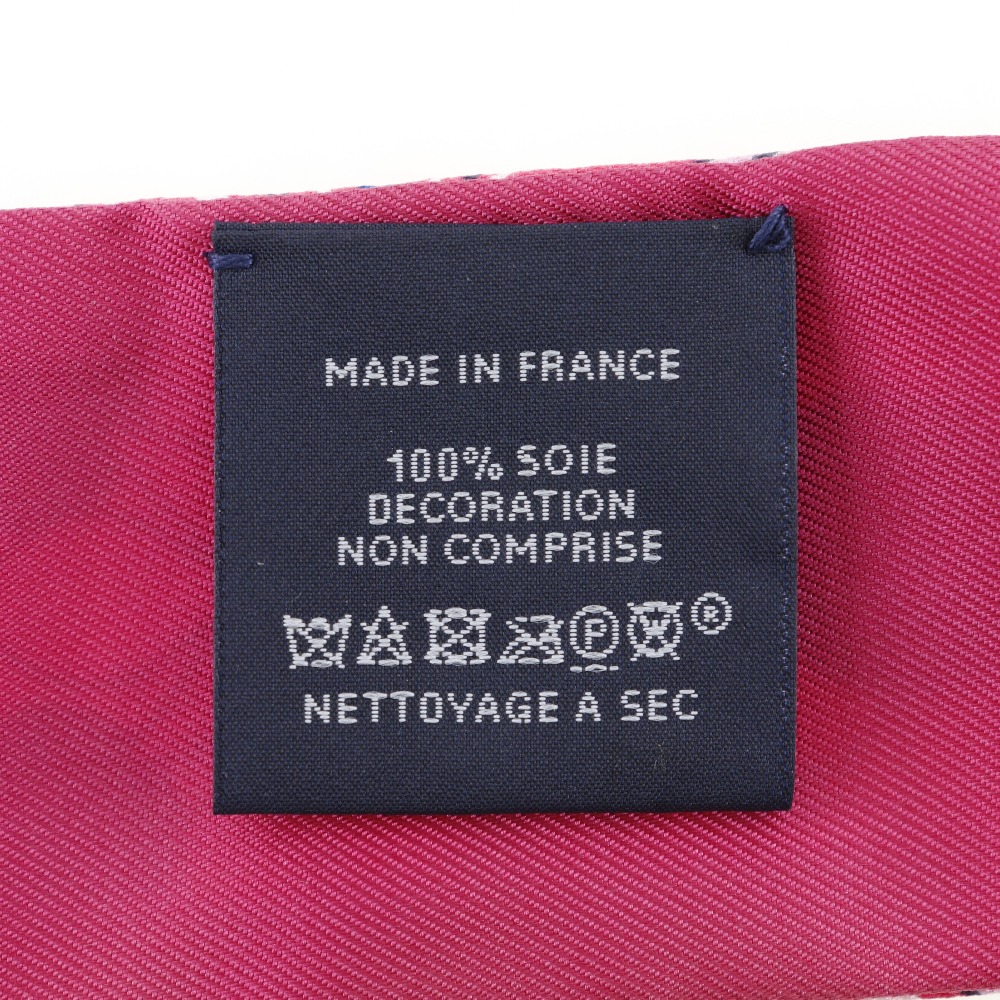 MADE IN FRANCE
100% SOIE
DECORATION
NON COMPRISE
F W ®
NETTOYAGE A SEC